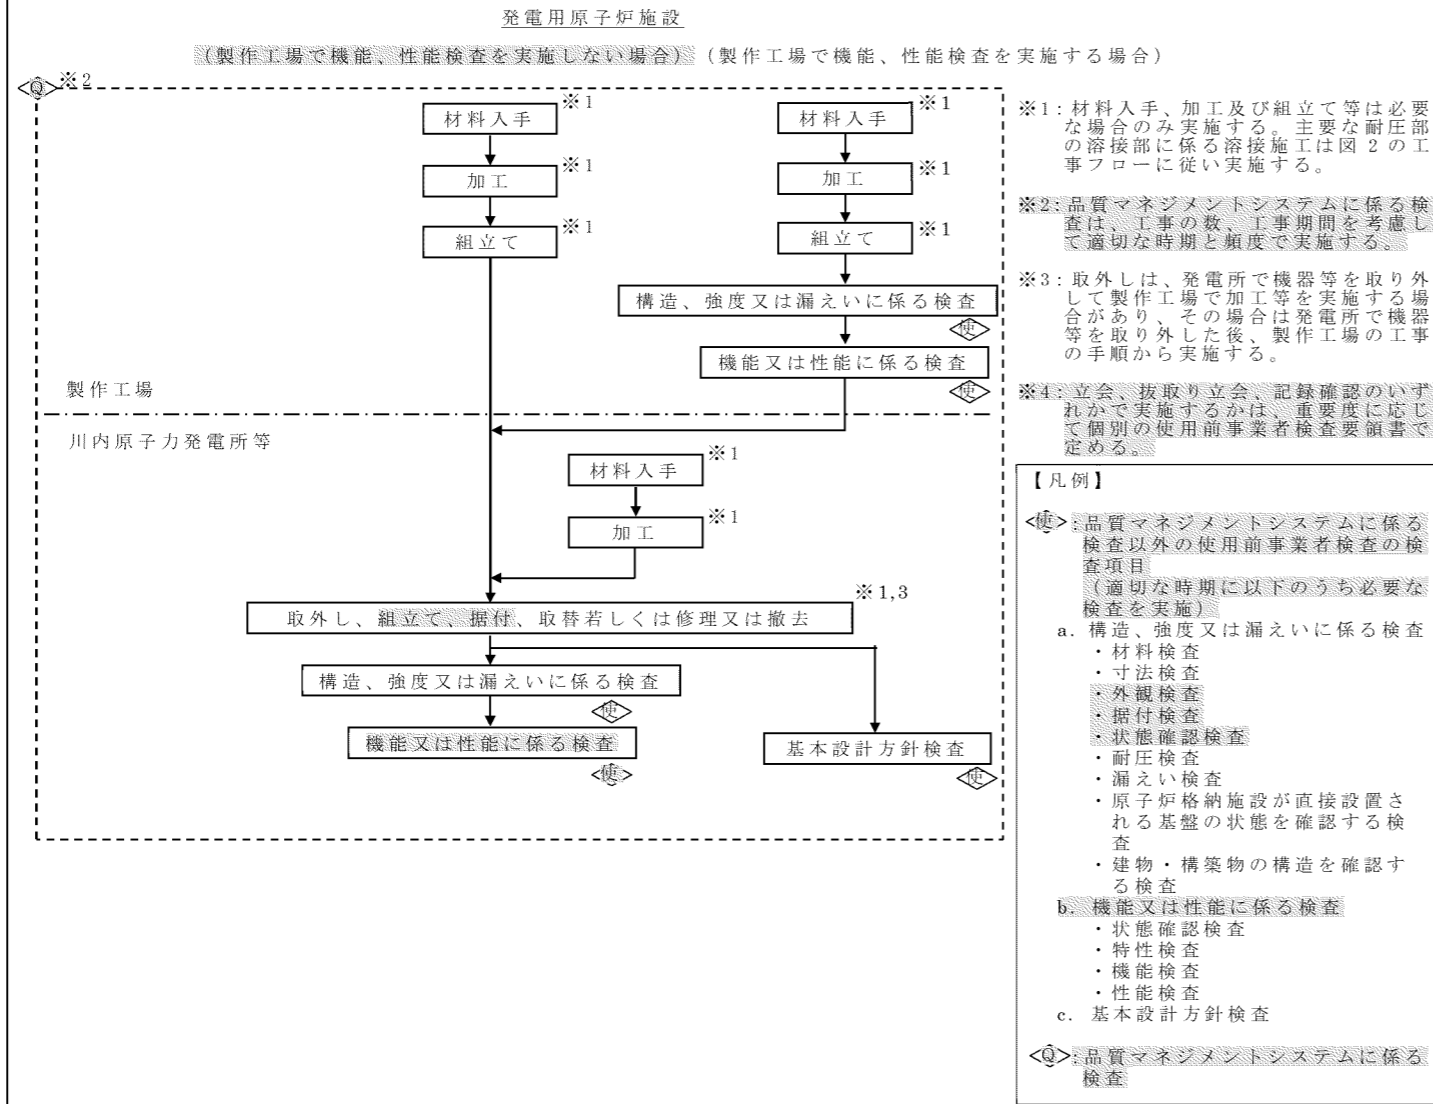 発電用原子炉施設
（製作工場で機能、性能検査を実施しない場合）（製作工場で機能、性能検査を実施する場合）
Q ※2
材料入手 ※1
加工 ※1
組立て ※1
材料入手 ※1
加工 ※1
組立て ※1
構造、強度又は漏えいに係る検査
使
機能又は性能に係る検査
使
製作工場
川内原子力発電所等
材料入手 ※1
加工 ※1
取外し、組立て、据付、取替若しくは修理又は撤去 ※1,3
構造、強度又は漏えいに係る検査
使
機能又は性能に係る検査
使
基本設計方針検査
使
※1:材料入手、加工及び組立て等は必要
な場合のみ実施する。主要な耐圧部
の溶接部に係る溶接施工は図2の工
事フローに従い実施する。
※2:品質マネジメントシステムに係る検
査は、工事の数、工事期間を考慮し
て適切な時期と頻度で実施する。
※3:取外しは、発電所で機器等を取り外
して製作工場で加工等を実施する場
合があり、その場合は発電所で機器
等を取り外した後、製作工場の工事
の手順から実施する。
※4:立会、抜取り立会、記録確認のいず
れかで実施するかは、重要度に応じ
て個別の使用前事業者検査要領書で
定める。
【凡例】
使:品質マネジメントシステムに係る
検査以外の使用前事業者検査の検
査項目
（適切な時期に以下のうち必要な
検査を実施）
a. 構造、強度又は漏えいに係る検査
・材料検査
・寸法検査
・外観検査
・据付検査
・状態確認検査
・耐圧検査
・漏えい検査
・原子炉格納施設が直接設置さ
れる基盤の状態を確認する検
査
・建物・構築物の構造を確認す
る検査
b. 機能又は性能に係る検査
・状態確認検査
・特性検査
・機能検査
・性能検査
c. 基本設計方針検査
Q:品質マネジメントシステムに係る
検査